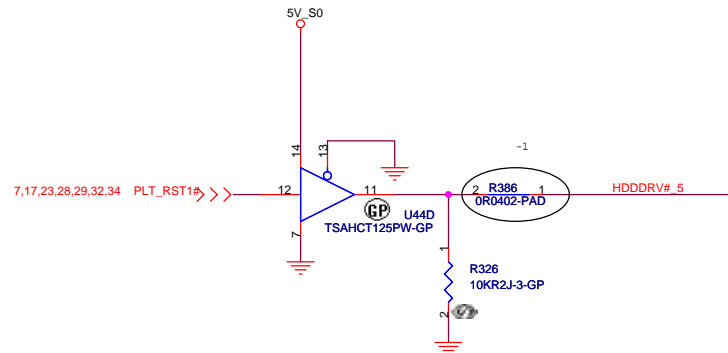 5V_S0
14
13
-1
7,17,23,28,29,32,34 PLT_RST1#
12
11
2
R386
1
HDDDRV#_5
0R0402-PAD
GP
U44D
TSAHCT125PW-GP
7
1
R326
10KR2J-3-GP
2